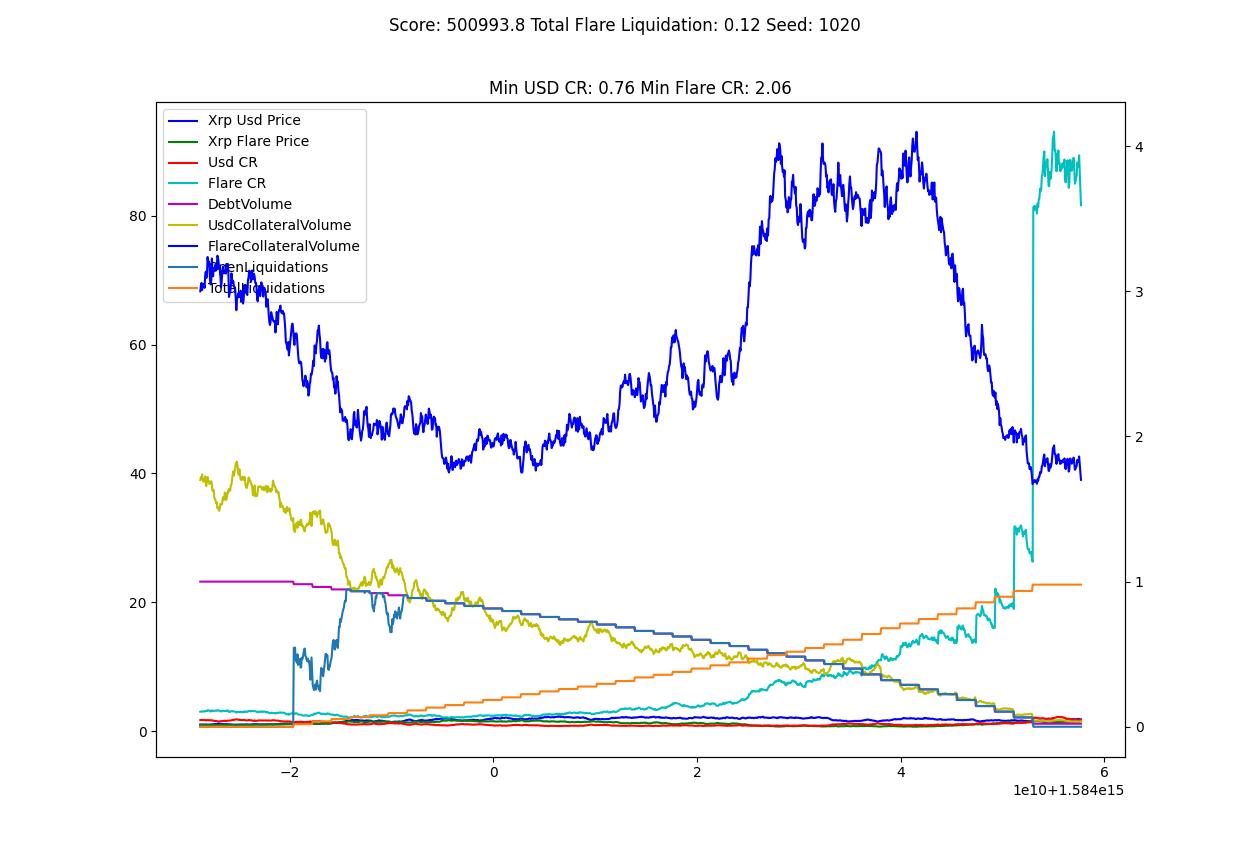 Score: 500993.8 Total Flare Liquidation: 0.12 Seed: 1020
Min USD CR: 0.76 Min Flare CR: 2.06
Xrp Usd Price
Xrp Flare Price
Usd CR
Flare CR
DebtVolume
UsdCollateralVolume
FlareCollateralVolume
OpenLiquidations
TotalLiquidations
80
60
40
20
0
4
3
2
1
0
−2
0
2
4
6
1e10+1.584e15